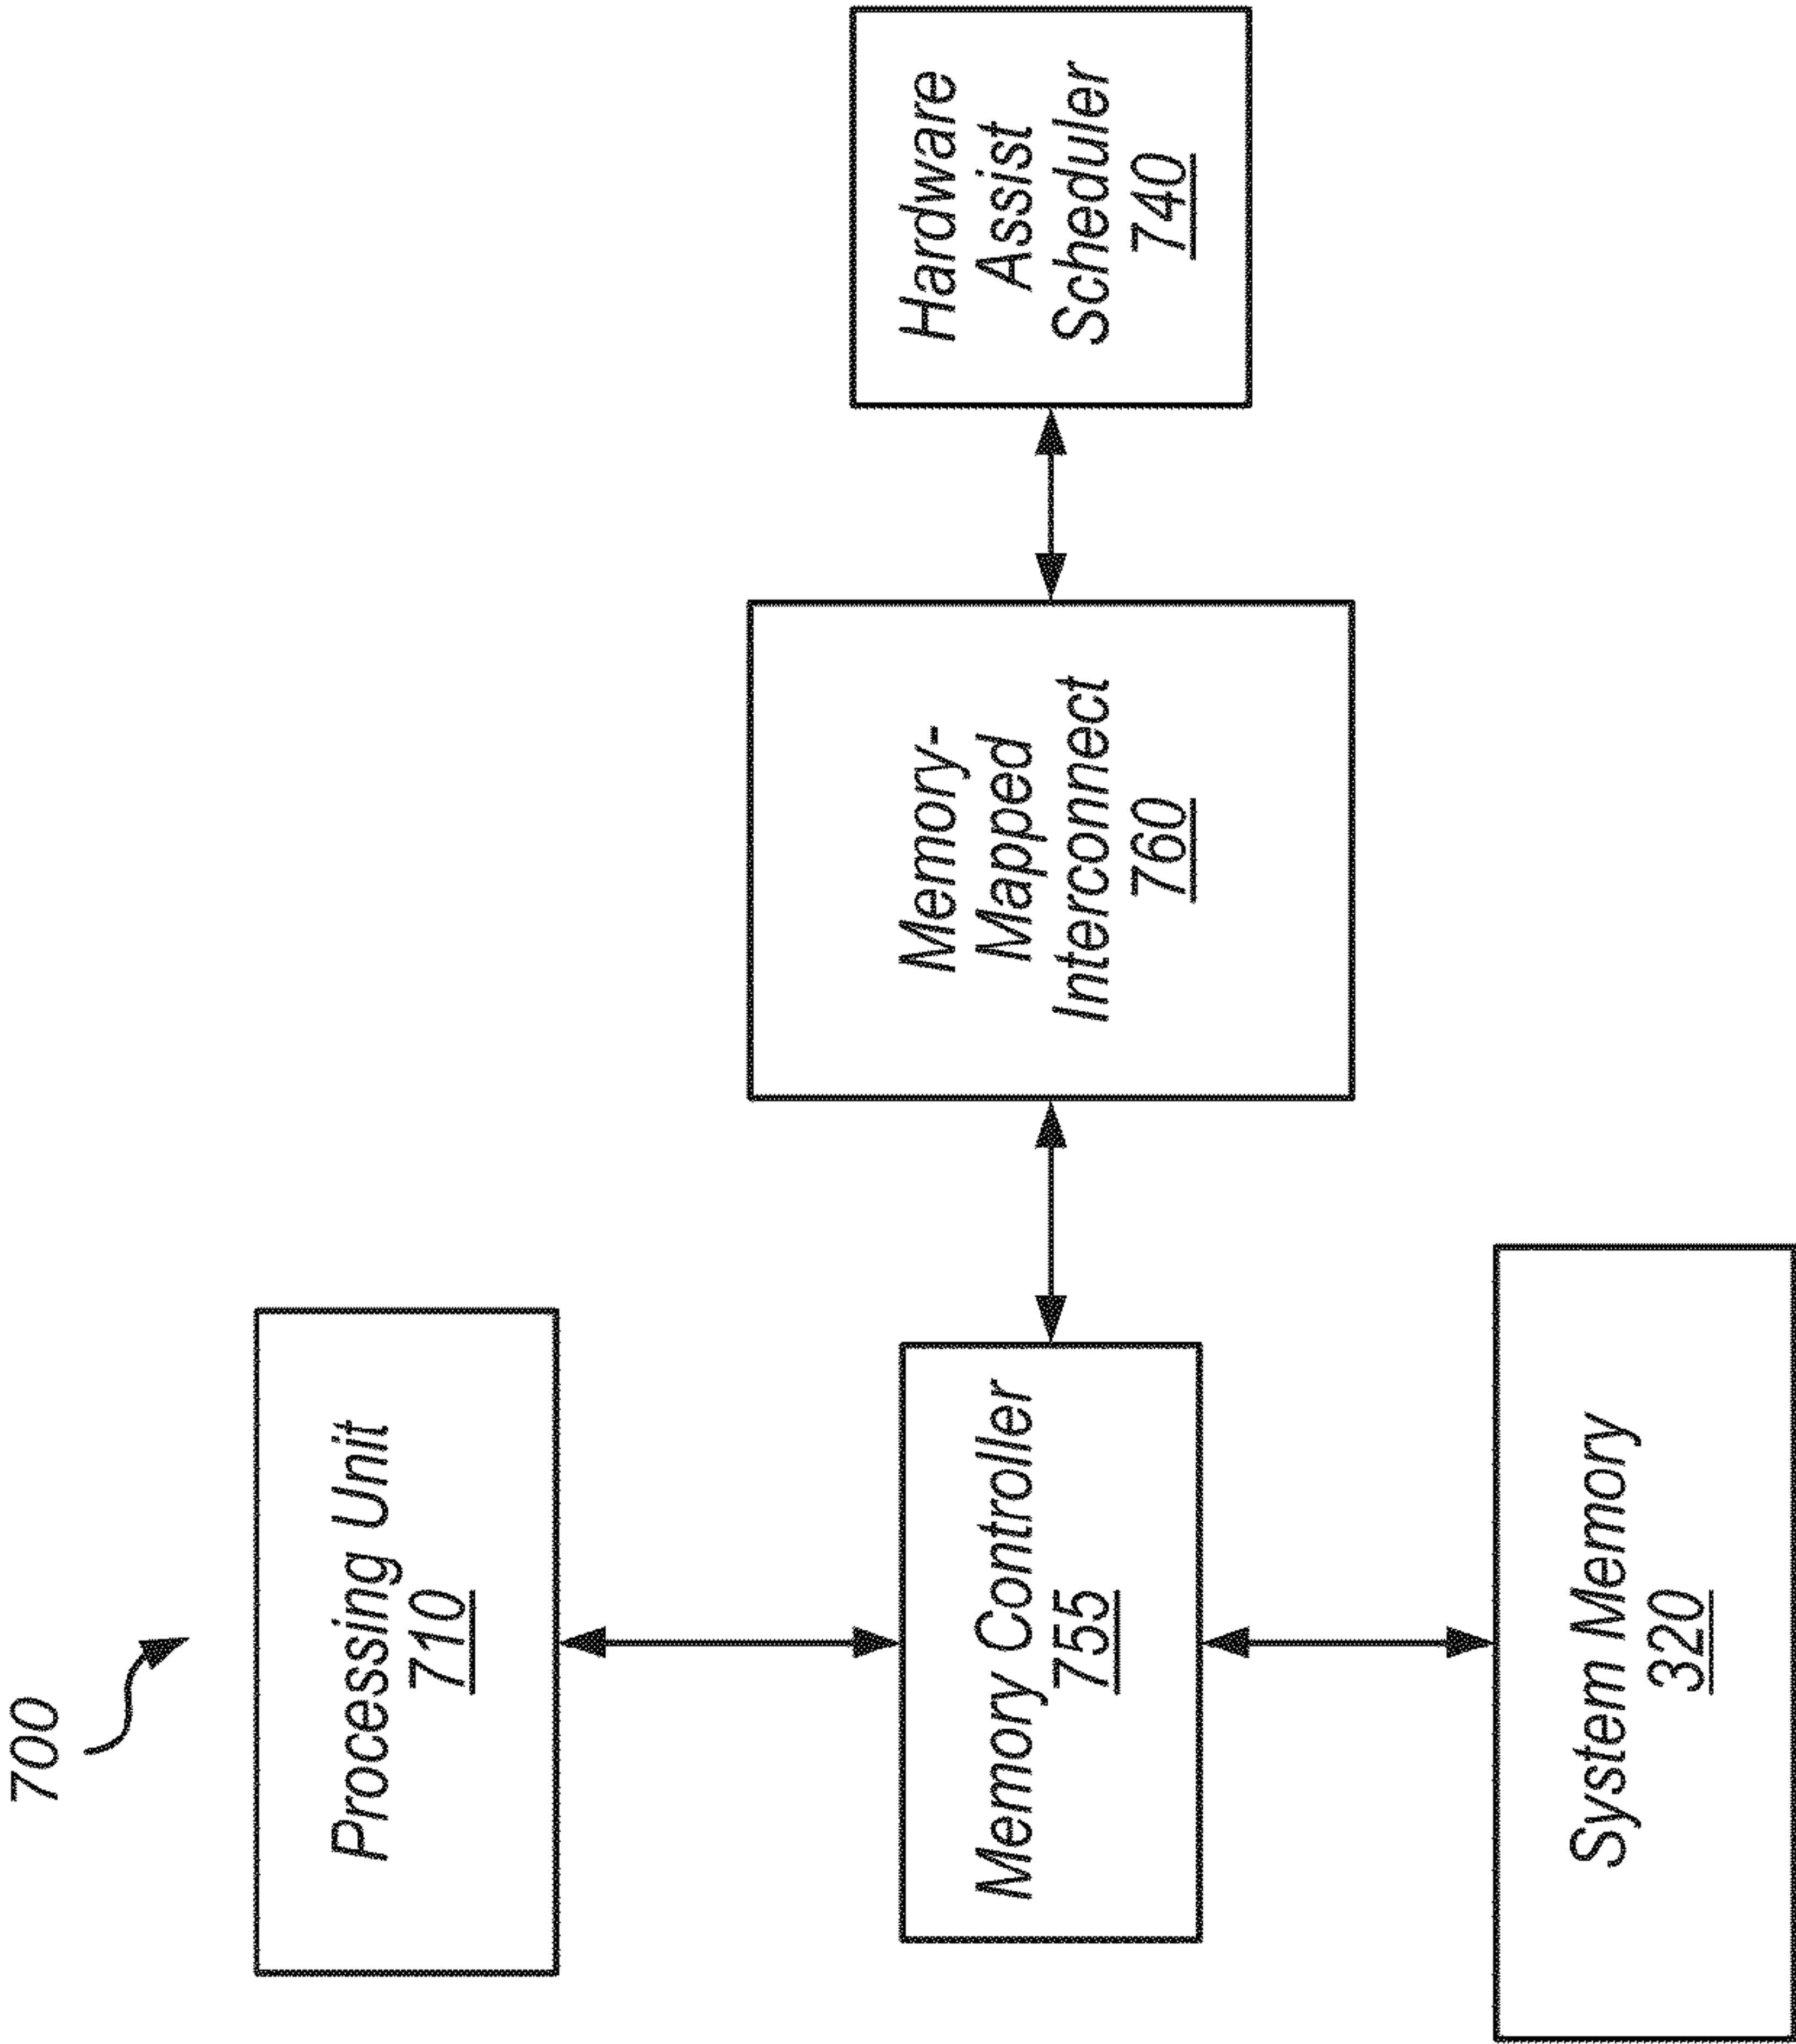 700
Processing Unit
710
Memory Controller
755
System Memory
320
Memory-
Mapped
Interconnect
760
Hardware
Assist
Scheduler
740